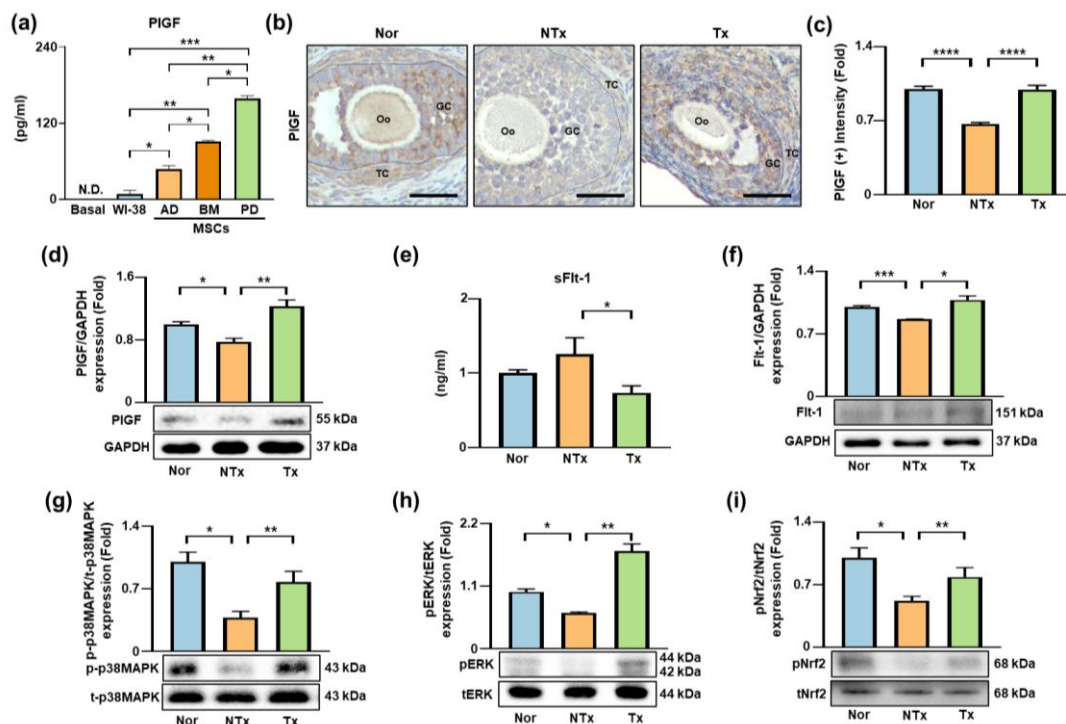 (a)
PlGF
(pg/ml)
240
120
0
N.D.
Basal WI-38 AD BM PD
MSCs
*
*
**
*
**
***
(b)
Nor NTx Tx
PlGF
Oo
GC
TC
Oo
GC
TC
Oo
GC
TC
(c)
PlGF (+) Intensity (Fold)
1.4
0.7
0
**** ****
Nor NTx Tx
(d)
PlGF/GAPDH
expression (Fold)
1.6
0.8
0
* **
PlGF 55 kDa
GAPDH 37 kDa
Nor NTx Tx
(e)
sFlt-1
(ng/ml)
2
1
0
*
Nor NTx Tx
(f)
Flt-1/GAPDH
expression (Fold)
1.4
0.7
0
*** *
Flt-1 151 kDa
GAPDH 37 kDa
Nor NTx Tx
(g)
p-p38MAPK/t-p38MAPK
expression (Fold)
1.4
0.7
0
* **
p-p38MAPK 43 kDa
t-p38MAPK 43 kDa
Nor NTx Tx
(h)
pERK/tERK
expression (Fold)
2.2
1.1
0
* **
pERK 44 kDa
42 kDa
tERK 44 kDa
Nor NTx Tx
(i)
pNrf2/tNrf2
expression (Fold)
1.4
0.7
0
* **
pNrf2 68 kDa
tNrf2 68 kDa
Nor NTx Tx